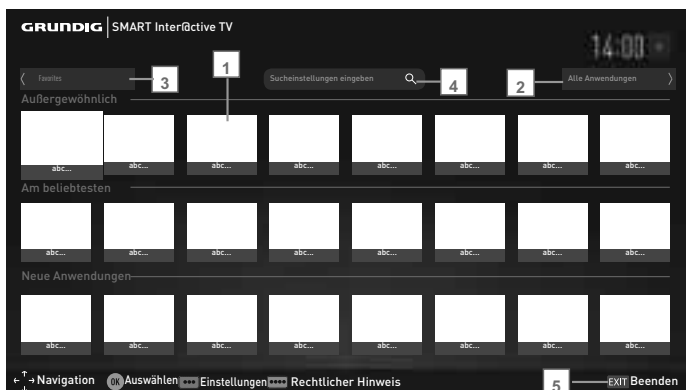 GRUNDIG SMART Inter@ctive TV
14:00
1
Favorites 3 Sucheinstellungen eingeben 4 2 Alle Anwendungen
Außergewöhnlich
abc... abc... abc... abc... abc... abc... abc... abc...
Am beliebtesten
abc... abc... abc... abc... abc... abc... abc... abc...
Neue Anwendungen
abc... abc... abc... abc... abc... abc... abc... abc...
Navigation OK Auswählen Einstellungen Rechtlicher Hinweis 5 EXIT Beenden